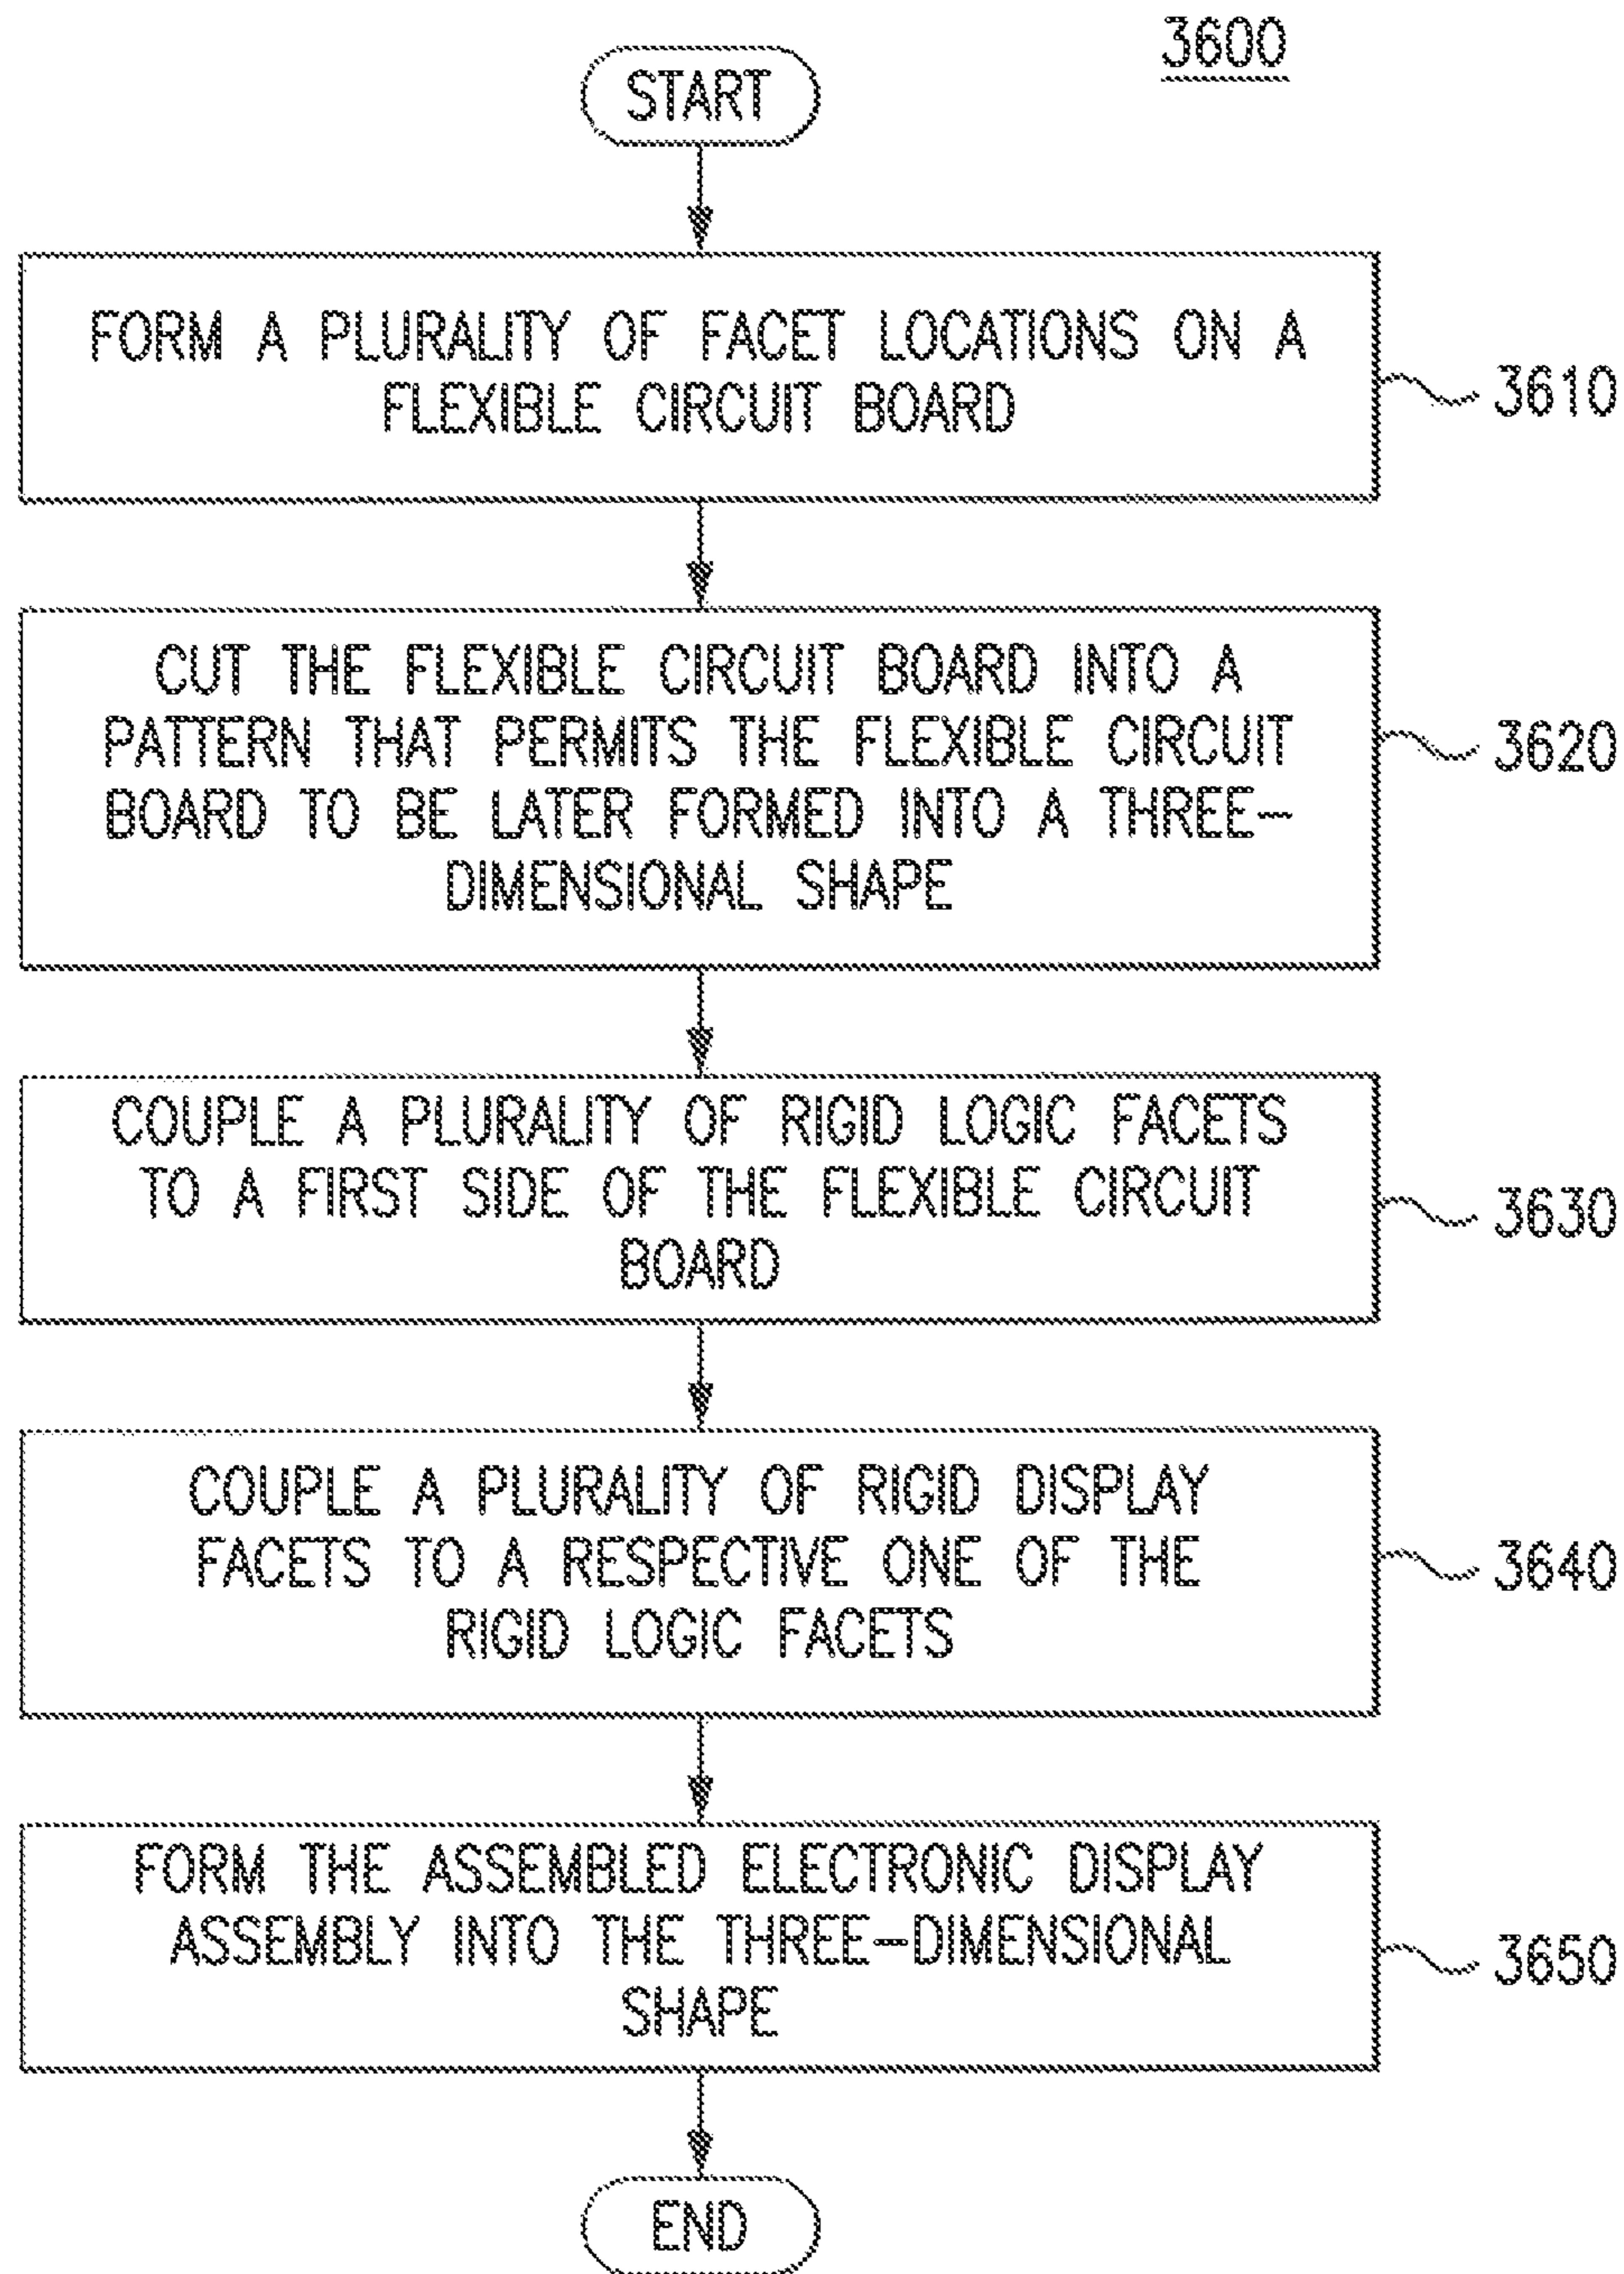 3600
START
FORM A PLURALITY OF FACET LOCATIONS ON A
FLEXIBLE CIRCUIT BOARD
3610
CUT THE FLEXIBLE CIRCUIT BOARD INTO A
PATTERN THAT PERMITS THE FLEXIBLE CIRCUIT
BOARD TO BE LATER FORMED INTO A THREE-
DIMENSIONAL SHAPE
3620
COUPLE A PLURALITY OF RIGID LOGIC FACETS
TO A FIRST SIDE OF THE FLEXIBLE CIRCUIT
BOARD
3630
COUPLE A PLURALITY OF RIGID DISPLAY
FACETS TO A RESPECTIVE ONE OF THE
RIGID LOGIC FACETS
3640
FORM THE ASSEMBLED ELECTRONIC DISPLAY
ASSEMBLY INTO THE THREE-DIMENSIONAL
SHAPE
3650
END